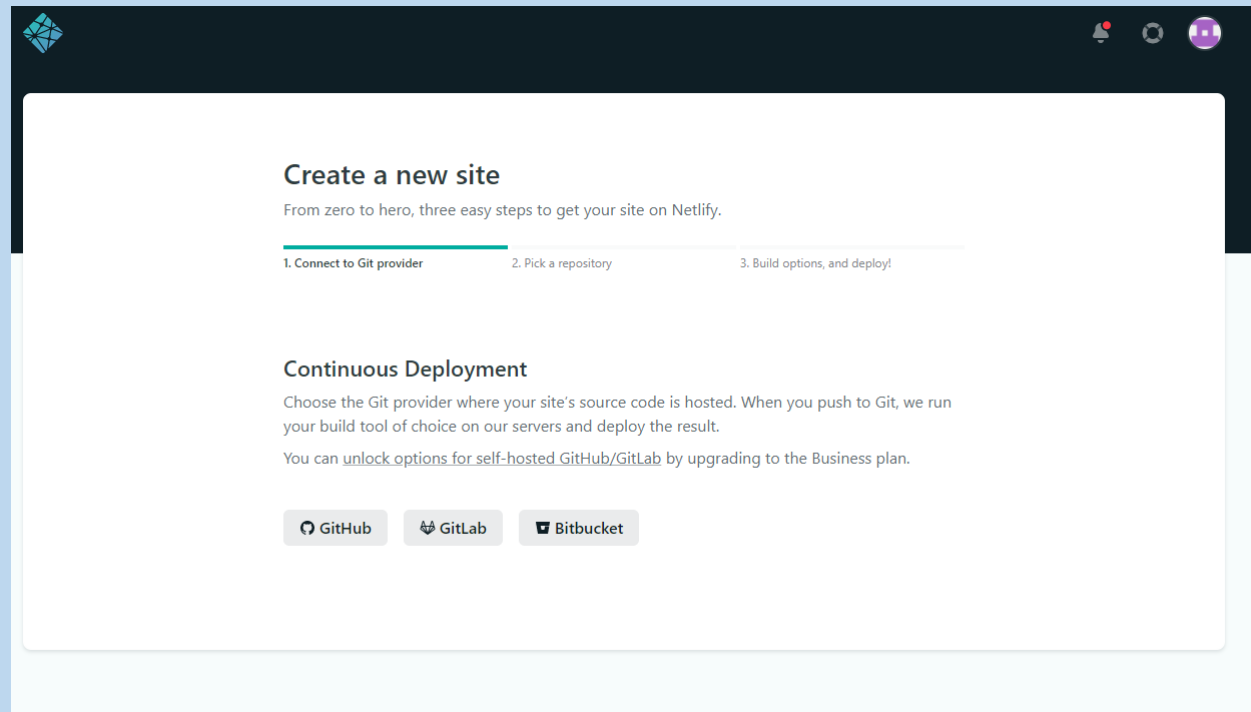 Create a new site
From zero to hero, three easy steps to get your site on Netlify.
1. Connect to Git provider
2. Pick a repository
3. Build options, and deploy!
Continuous Deployment
Choose the Git provider where your site's source code is hosted. When you push to Git, we run
your build tool of choice on our servers and deploy the result.
You can unlock options for self-hosted GitHub/GitLab by upgrading to the Business plan.
GitHub
GitLab
Bitbucket